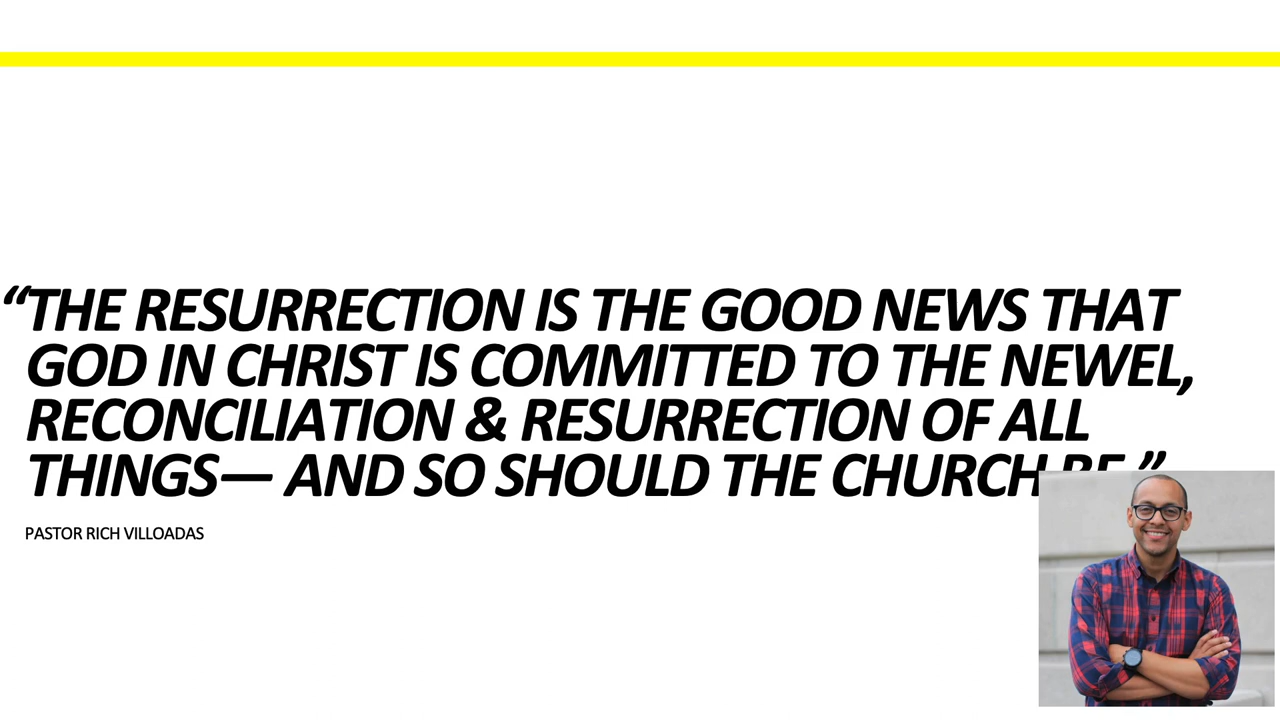 “THE RESURRECTION IS THE GOOD NEWS THAT
GOD IN CHRIST IS COMMITTED TO THE NEWEL,
RECONCILIATION & RESURRECTION OF ALL
THINGS— AND SO SHOULD THE CHURCH BE.”
PASTOR RICH VILLOADAS